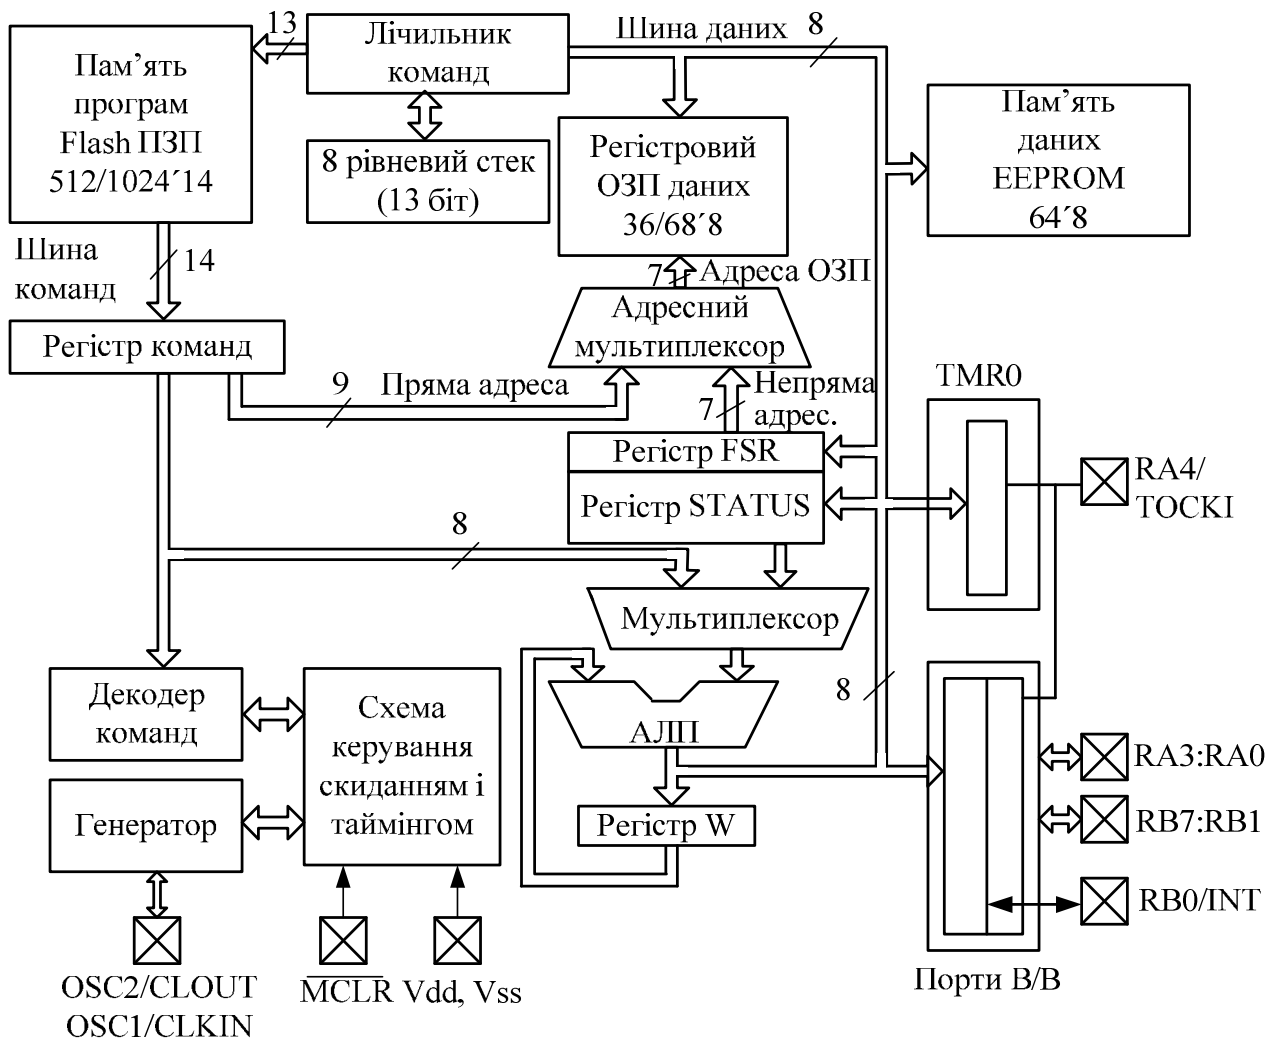 13
Лічильник
команд
Шина даних
8
Пам’ять
програм
Flash ПЗП
512/1024´14
8 рівневий стек
(13 біт)
Регістровий
ОЗП даних
36/68´8
Пам’ять
даних
EEPROM
64´8
Шина
команд
14
7
Адреса ОЗП
Адресний
мультиплексор
Регістр команд
9
Пряма адреса
7
Непряма
адрес.
TMR0
Регістр FSR
Регістр STATUS
RA4/
TOCKI
8
Мультиплексор
Декодер
команд
Схема
керування
скиданням і
таймінгом
АЛП
8
RA3:RA0
Генератор
Регістр W
RB7:RB1
RB0/INT
Порти В/В
OSC2/CLOUT
OSC1/CLKIN
MCLR
Vdd, Vss